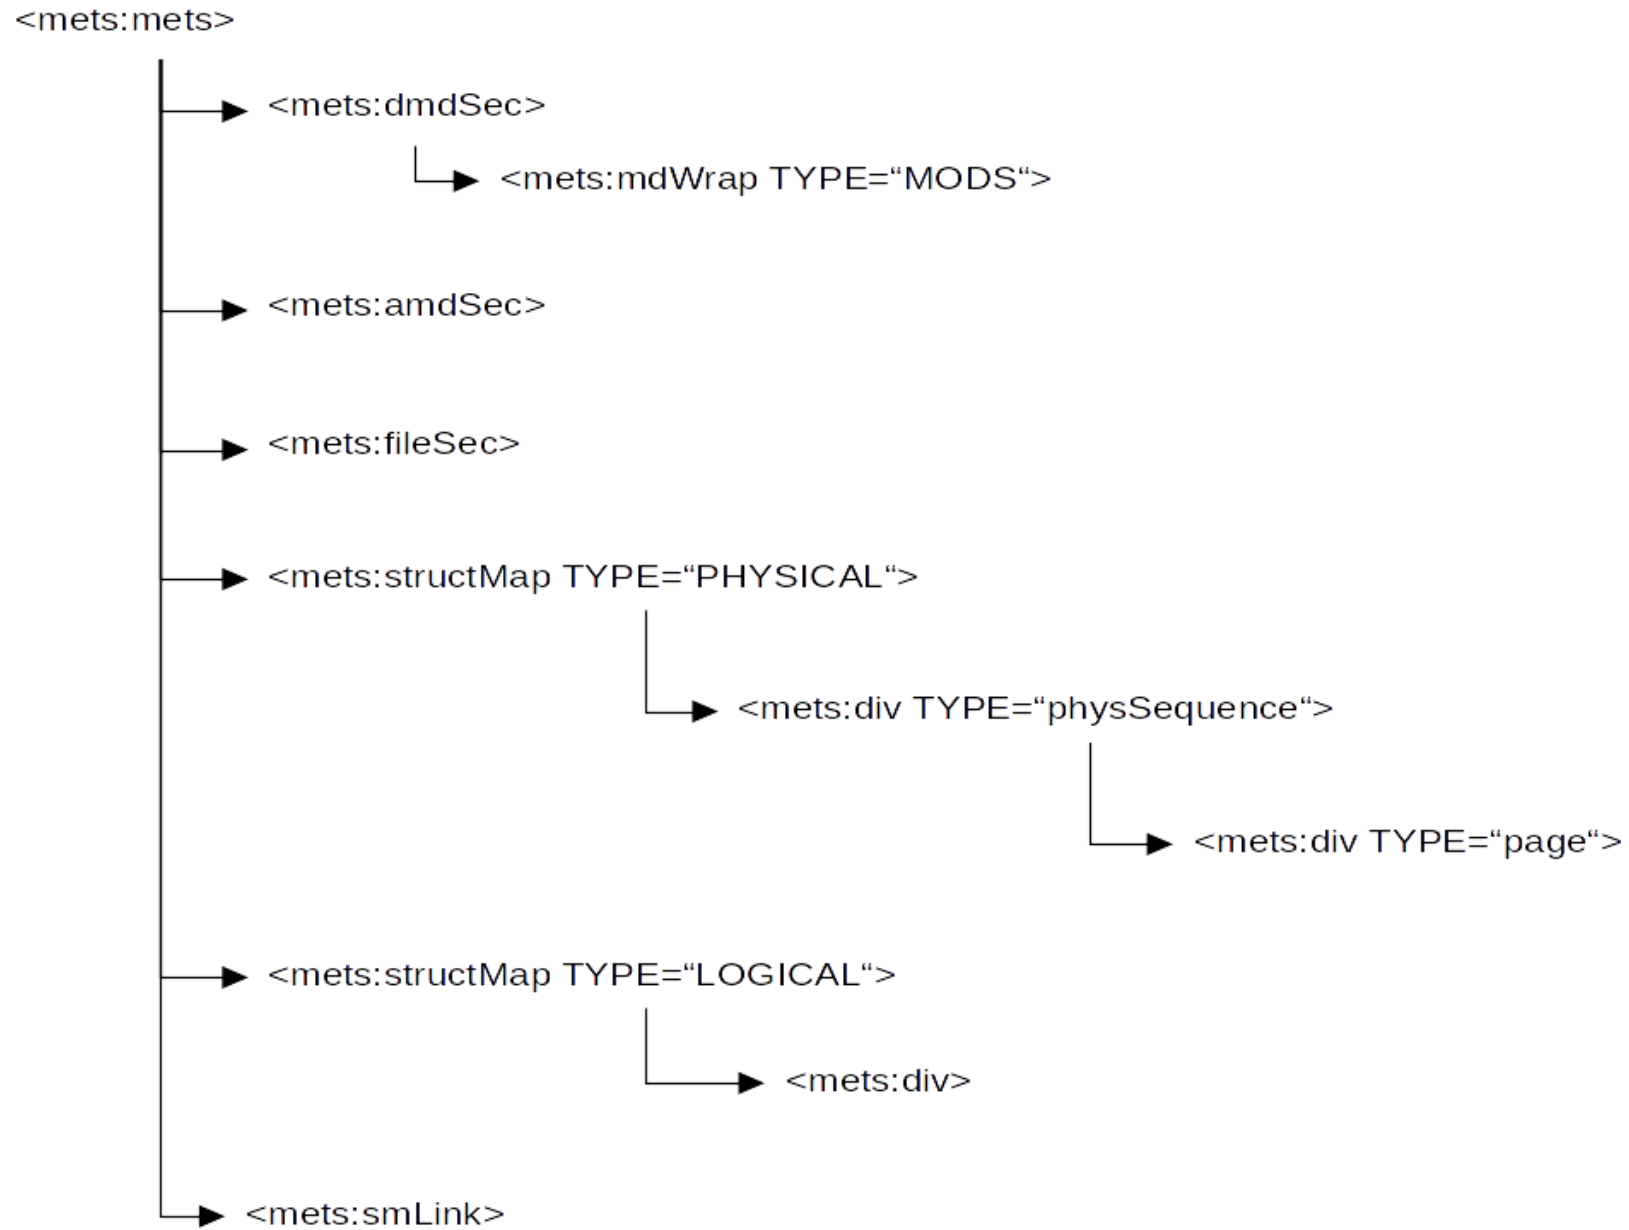 <mets:mets>
<mets:dmdSec>
<mets:mdWrap TYPE=“MODS“>
<mets:amdSec>
<mets:fileSec>
<mets:structMap TYPE=“PHYSICAL“>
<mets:div TYPE=“physSequence“>
<mets:div TYPE=“page“>
<mets:structMap TYPE=“LOGICAL“>
<mets:div>
<mets:smLink>